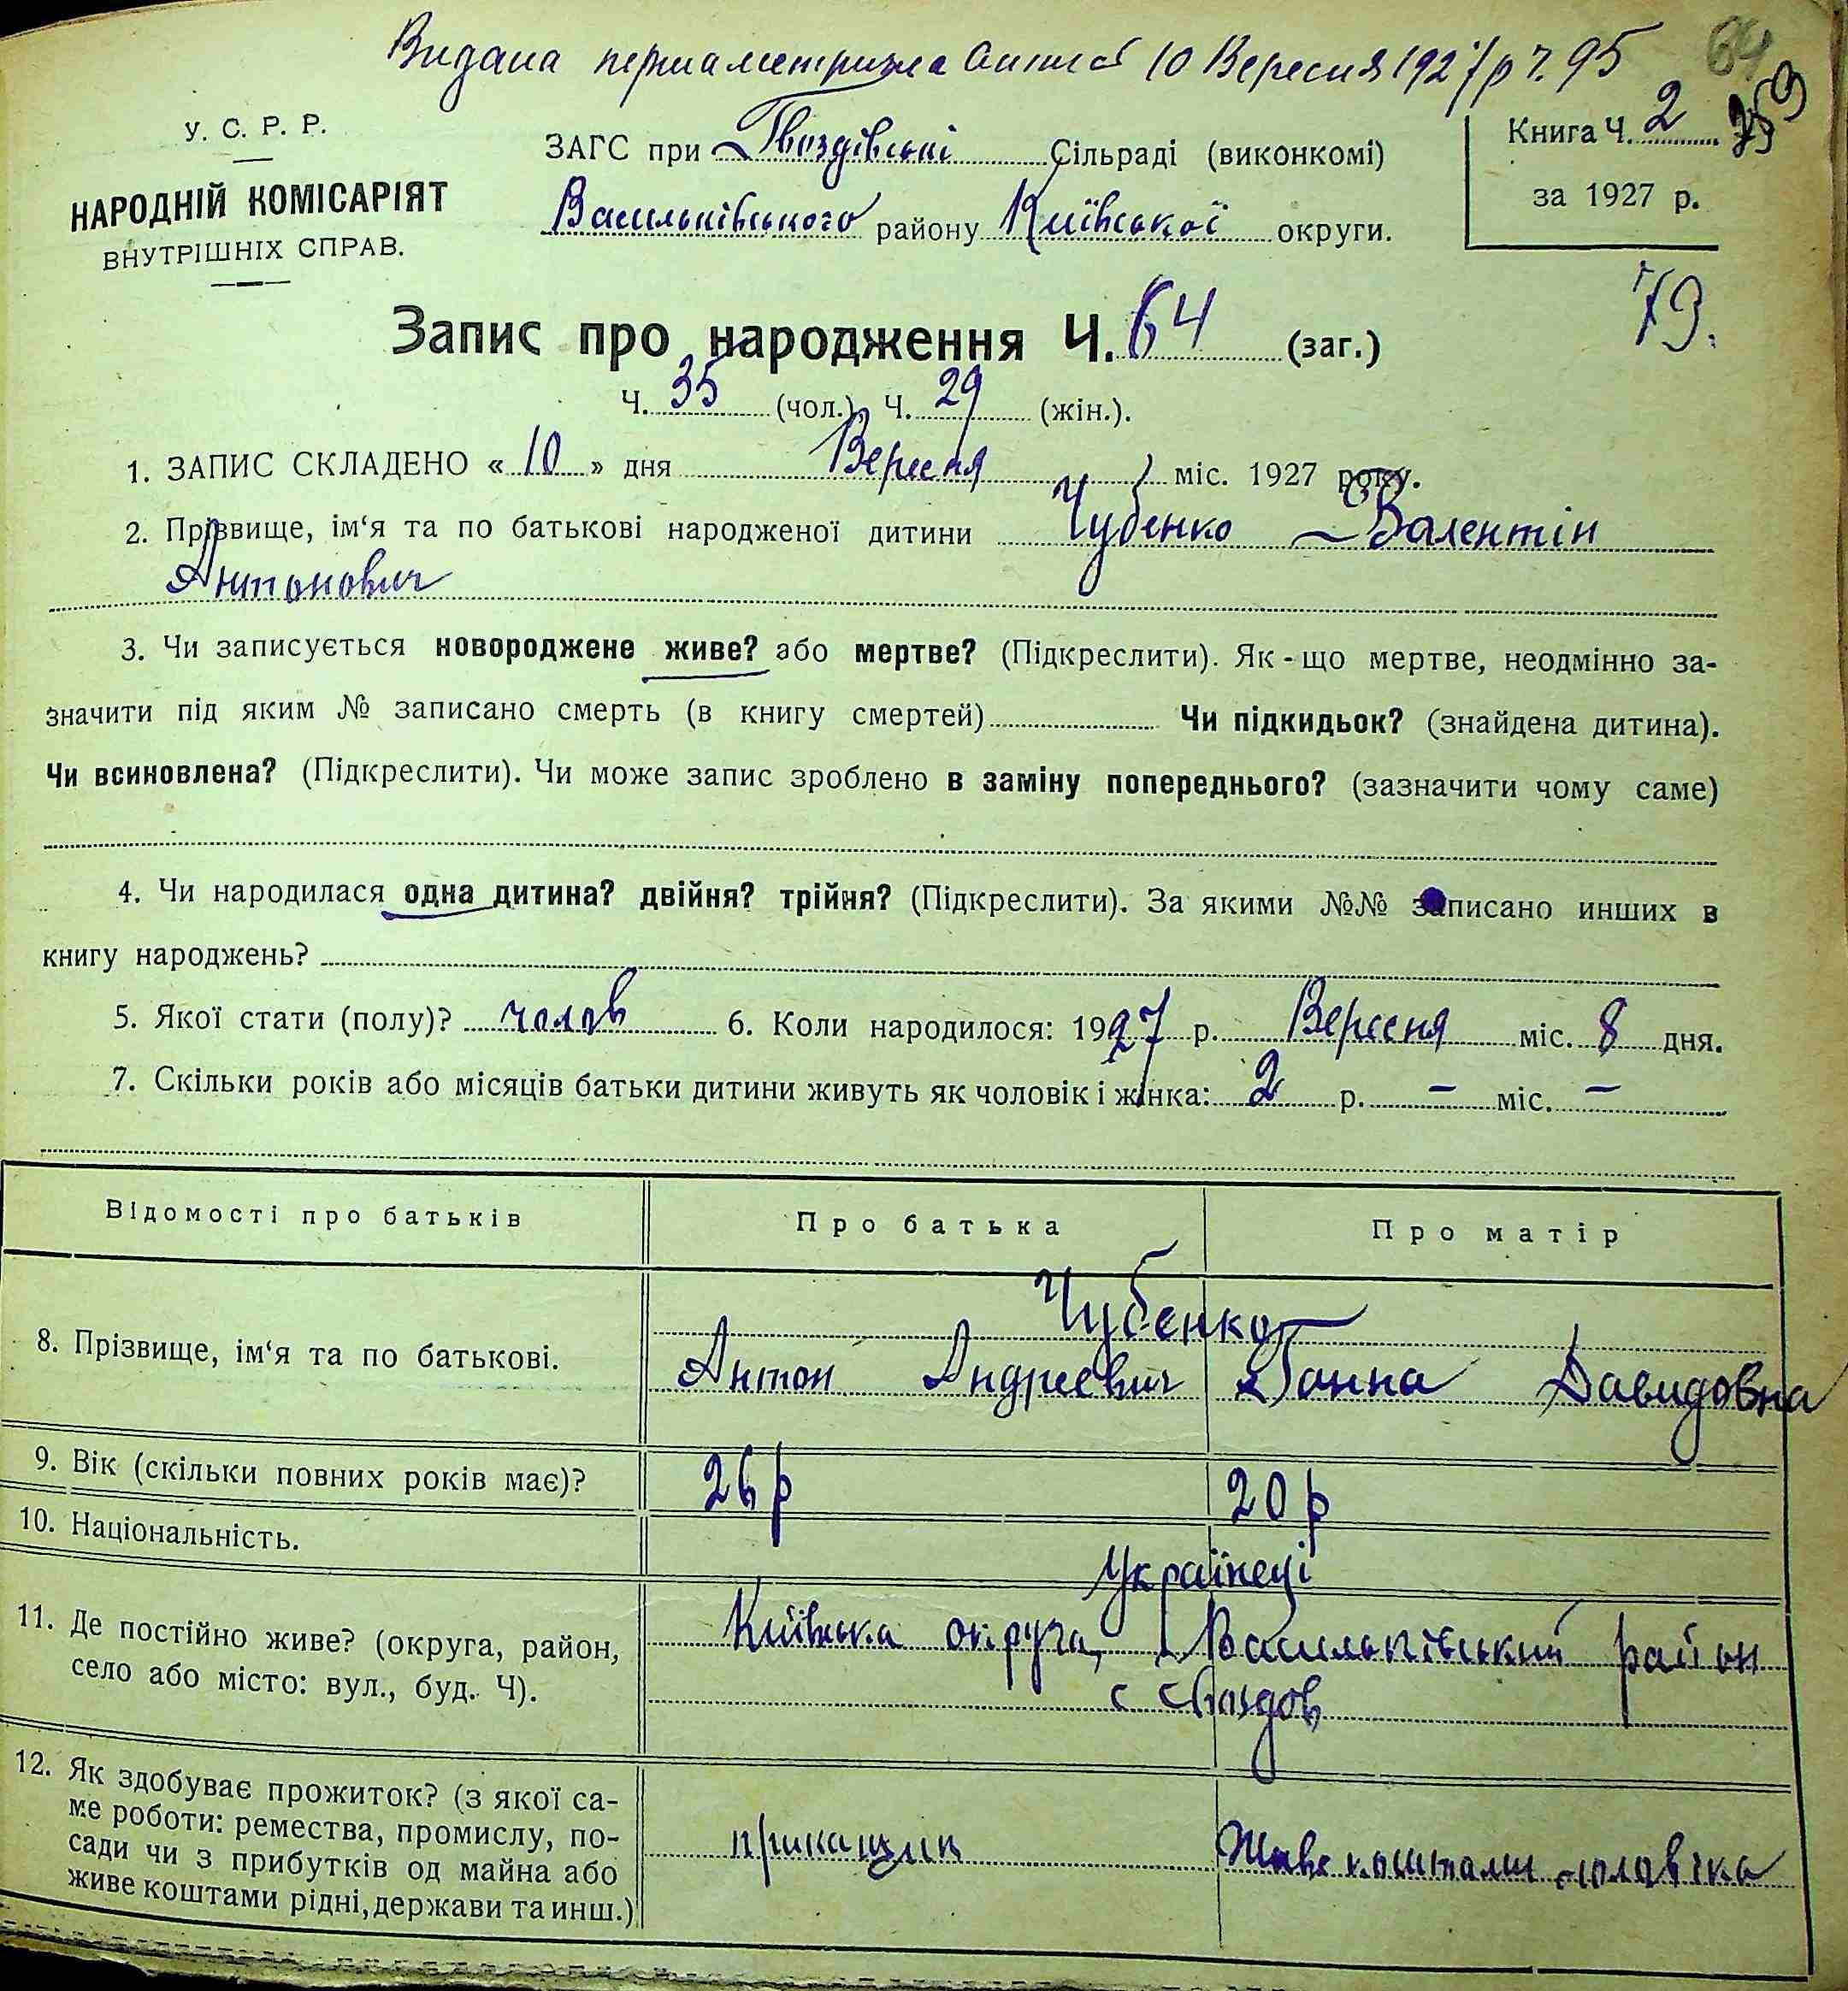 Видана 10 Вересня 1927 р ч. 95
64
У. С. Р. Р.
НАРОДНІЙ КОМІСАРІЯТ
ВНУТРІШНІХ СПРАВ.
ЗАГС при Гвоздівські Сільраді (виконкомі)
Васильківського району Київської округи.
Книга Ч. 2
за 1927 р.
79.
Запис про народження Ч. 64 (заг.)
Ч. 35 (чол.) Ч. 29 (жін.).
1. ЗАПИС СКЛАДЕНО «10» дня Вересня міс. 1927 року.
2. Прізвище, ім‘я та по батькові народженої дитини Чубенко Валентін
Антонович
3. Чи записується новороджене живе? або мертве? (Підкреслити). Як-що мертве, неодмінно за-
значити під яким № записано смерть (в книгу смертей) Чи підкидьок? (знайдена дитина).
Чи всиновлена? (Підкреслити). Чи може запис зроблено в заміну попереднього? (зазначити чому саме)
4. Чи народилася одна дитина? двійня? трійня? (Підкреслити). За якими №№ записано инших в
книгу народжень?
5. Якої стати (полу)? чолов 6. Коли народилося: 1927 р. Вересня міс. 8 дня.
7. Скільки років або місяців батьки дитини живуть як чоловік і жінка: 2 р. – міс. –
Відомості про батьків Про батька Про матір
8. Прізвище, ім‘я та по батькові.
Чубенко
Антон Андреевич Ганна Давидовна
9. Вік (скільки повних років має)? 26 р 20 р
10. Національність.
Українеці
11. Де постійно живе? (округа, район,
село або місто: вул., буд. Ч).
Київська округа, Васильківський район
с Гвоздов
12. Як здобуває прожиток? (з якої са-
ме роботи: ремества, промислу, по-
сади чи з прибутків од майна або
живе коштами рідні, держави та инш.)
прикащик Живе коштами чоловіка